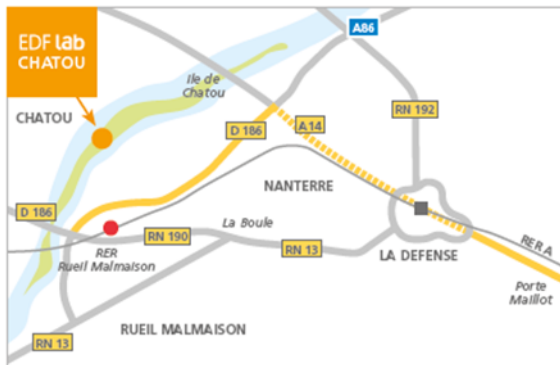 EDF lab
CHATOU
A86
Ile de
Chatou
CHATOU
RN 192
D 186
A14
NANTERRE
D 186
La Boule
RN 190
RER
Rueil Malmaison
RN 13
LA DEFENSE
RER A
Porte
Maillot
RUEIL MALMAISON
RN 13